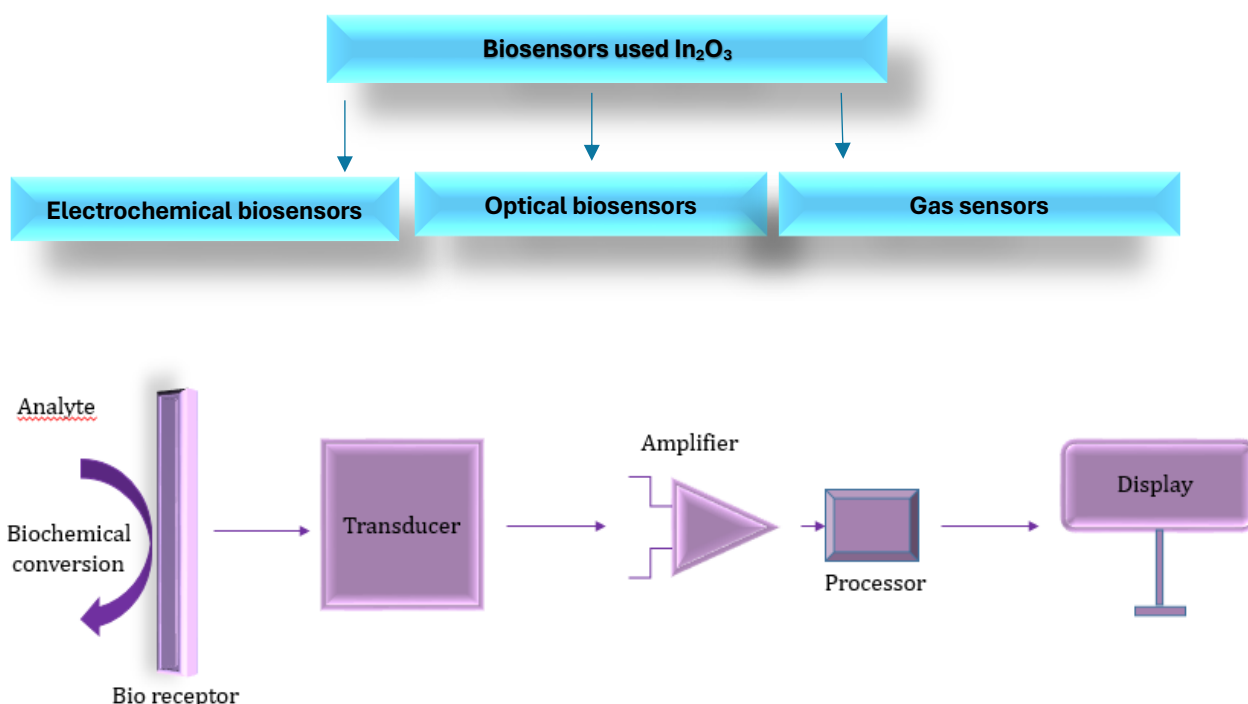 Biosensors used In₂O₃
Electrochemical biosensors
Optical biosensors
Gas sensors
Analyte
Biochemical
conversion
Bio receptor
Transducer
Amplifier
Processor
Display